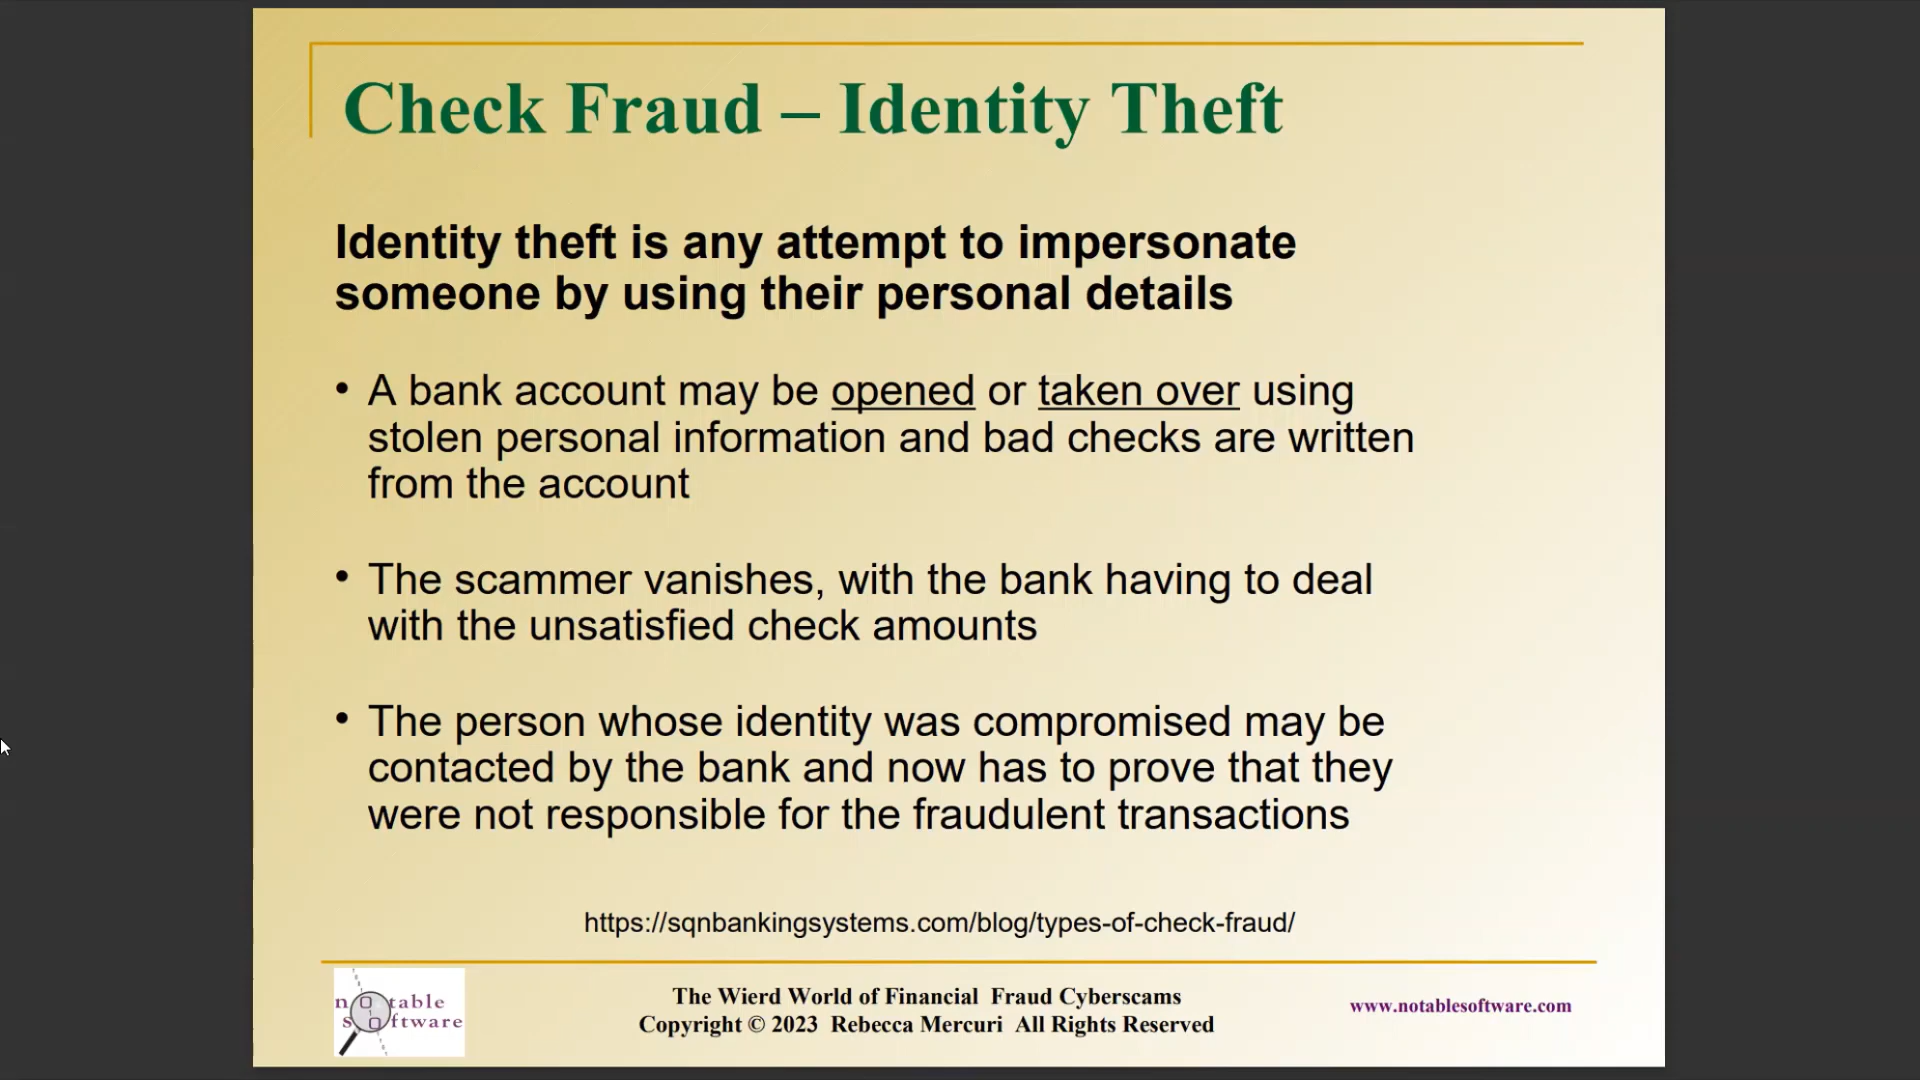 Check Fraud – Identity Theft
Identity theft is any attempt to impersonate
someone by using their personal details
• A bank account may be opened or taken over using
stolen personal information and bad checks are written
from the account
• The scammer vanishes, with the bank having to deal
with the unsatisfied check amounts
• The person whose identity was compromised may be
contacted by the bank and now has to prove that they
were not responsible for the fraudulent transactions
https://sqnbankingsystems.com/blog/types-of-check-fraud/
notable
software
The Wierd World of Financial Fraud Cyberscams
Copyright © 2023 Rebecca Mercuri All Rights Reserved
www.notablesoftware.com